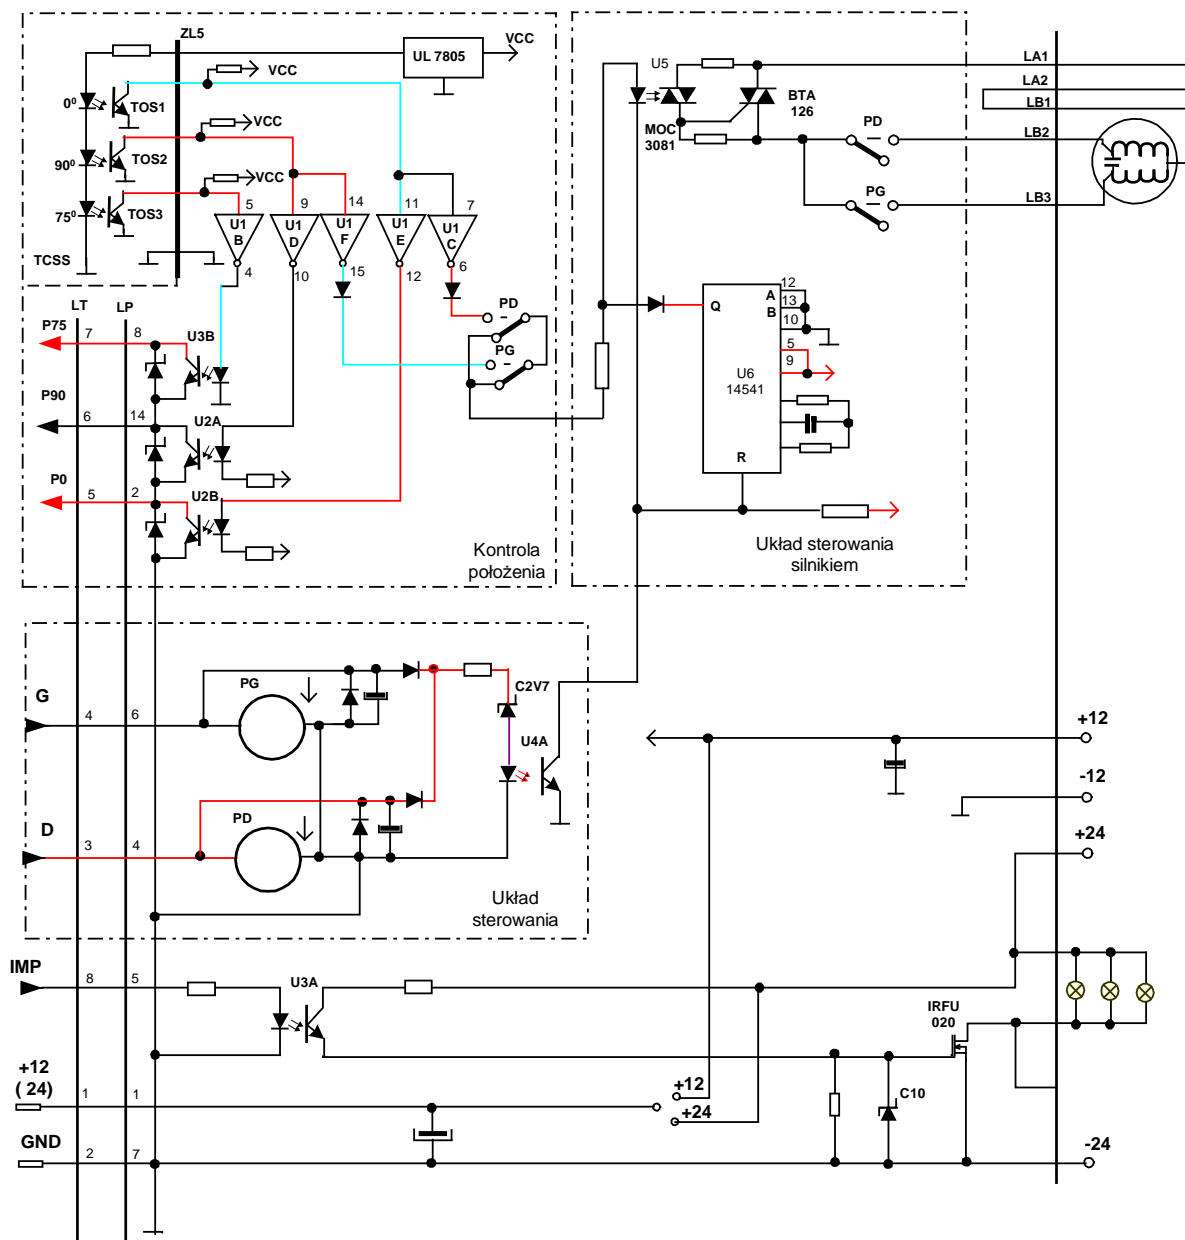 ZL5
UL 7805
VCC
VCC
0⁰
TOS1
VCC
90⁰
TOS2
VCC
75⁰
TOS3
TCSS
5
9
14
11
7
U1
B
U1
D
U1
F
U1
E
U1
C
4
10
15
12
6
LT
LP
P75
7
8
U3B
PD
PG
P90
6
14
U2A
P0
5
2
U2B
Kontrola
położenia
U5
MOC
3081
BTA
126
PD
PG
LA1
LA2
LB1
LB2
LB3
Q
A
B
12
13
10
5
9
U6
14541
R
Układ sterowania
silnikiem
G
4
6
PG
C2V7
U4A
D
3
4
PD
Układ
sterowania
+12
-12
+24
IMP
8
5
U3A
IRFU
020
+12
( 24)
1
1
+12
+24
C10
GND
2
7
-24